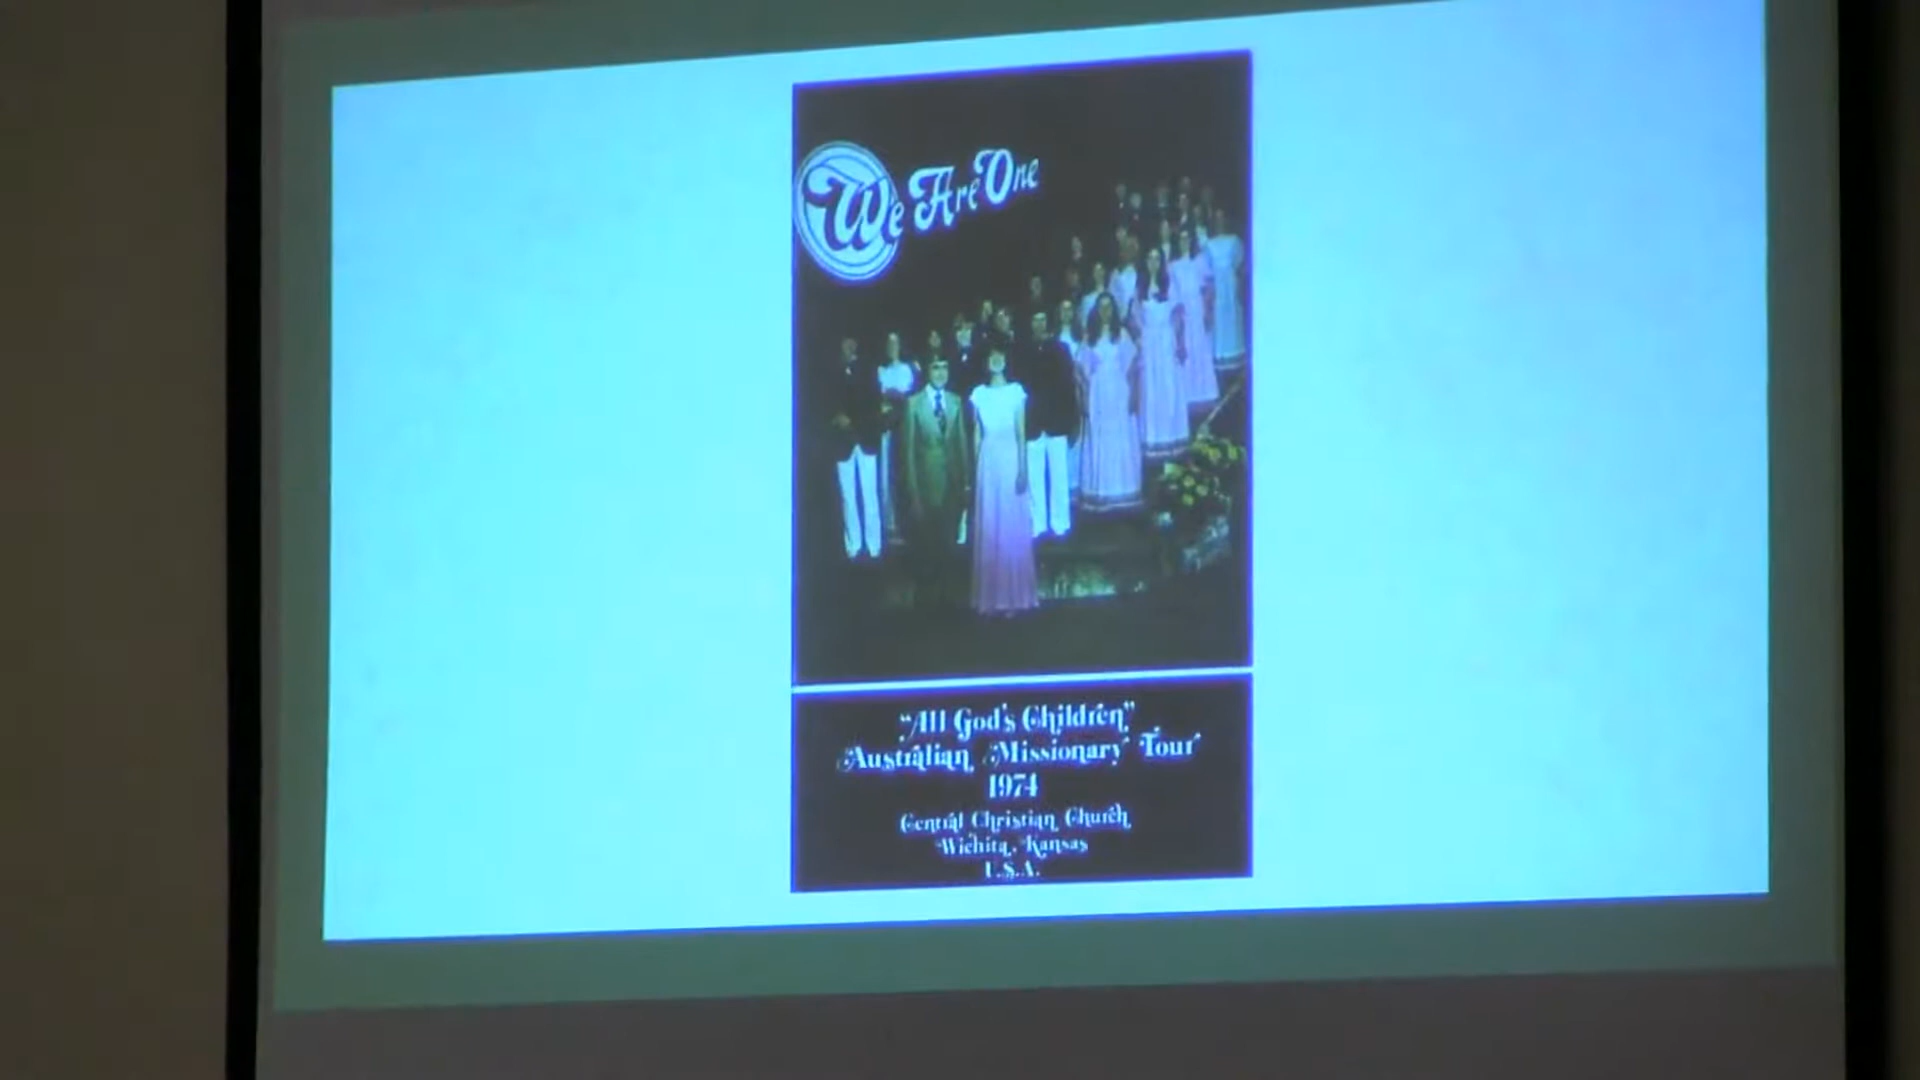 We Are One
"All God's Children"
Australian Missionary Tour
1974
Central Christian Church
Wichita, Kansas
U.S.A.